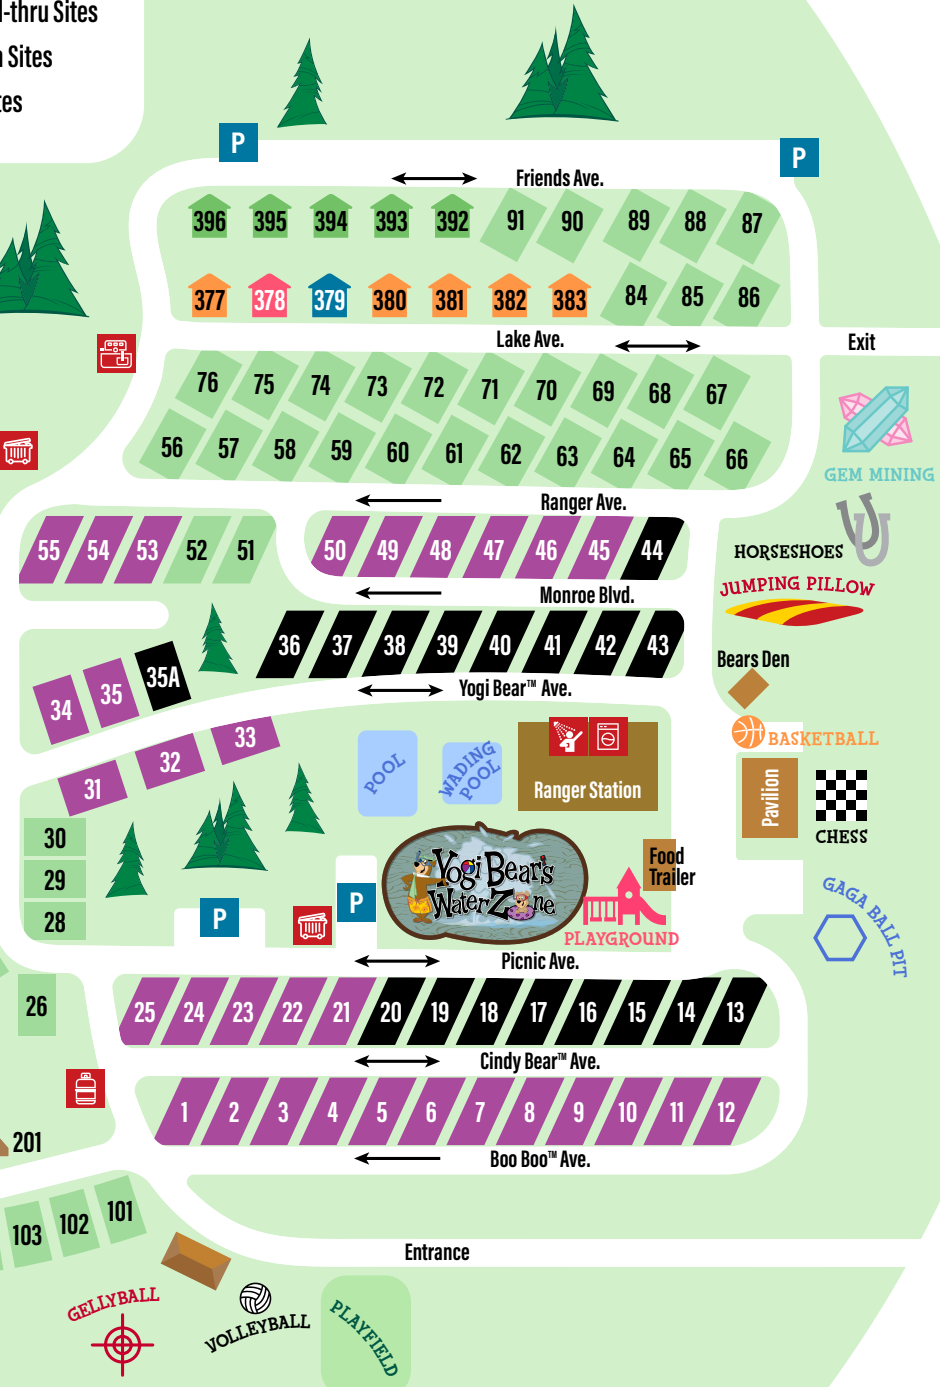 -thru Sites
Sites
tes
P
P
Friends Ave.
396 395 394 393 392 91 90 89 88 87
377 378 379 380 381 382 383 84 85 86
Lake Ave.
Exit
76 75 74 73 72 71 70 69 68 67
56 57 58 59 60 61 62 63 64 65 66
GEM MINING
Ranger Ave.
55 54 53 52 51 50 49 48 47 46 45 44
HORSESHOES
JUMPING PILLOW
Monroe Blvd.
36 37 38 39 40 41 42 43
34 35 35A
Bears Den
Yogi Bear™ Ave.
31 32 33
BASKETBALL
POOL
WADING
POOL
Ranger Station
Pavilion
CHESS
30
29
28
P
P
Yogi Bear's
Water Zone
Food
Trailer
PLAYGROUND
GAGA BALL PIT
Picnic Ave.
26
25 24 23 22 21 20 19 18 17 16 15 14 13
Cindy Bear™ Ave.
1 2 3 4 5 6 7 8 9 10 11 12
201
Boo Boo™ Ave.
103 102 101
Entrance
GELLYBALL
VOLLEYBALL
PLAYFIELD